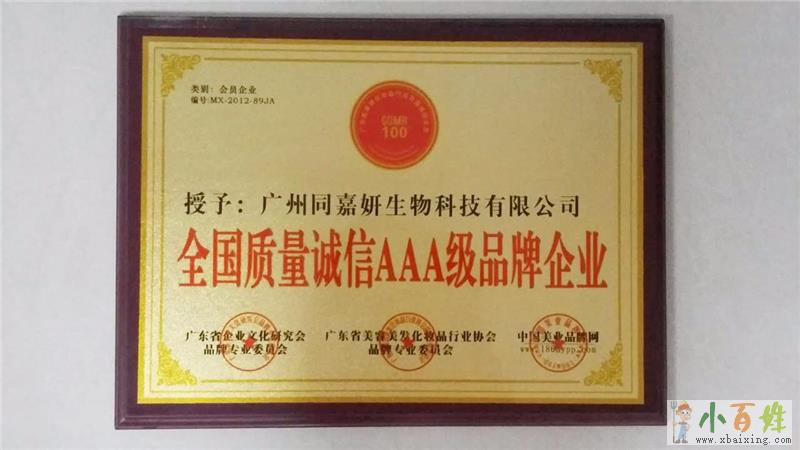 类别：会员企业
编号:MX-2012-89JA
100
授予：广州同嘉妍生物科技有限公司
全国质量诚信AAA级品牌企业
广东省企业文化研究会
品牌专业委员会
广东省美容美发化妆品行业协会
品牌专业委员会
中国美业品牌网
小百姓
www.xbaixing.com